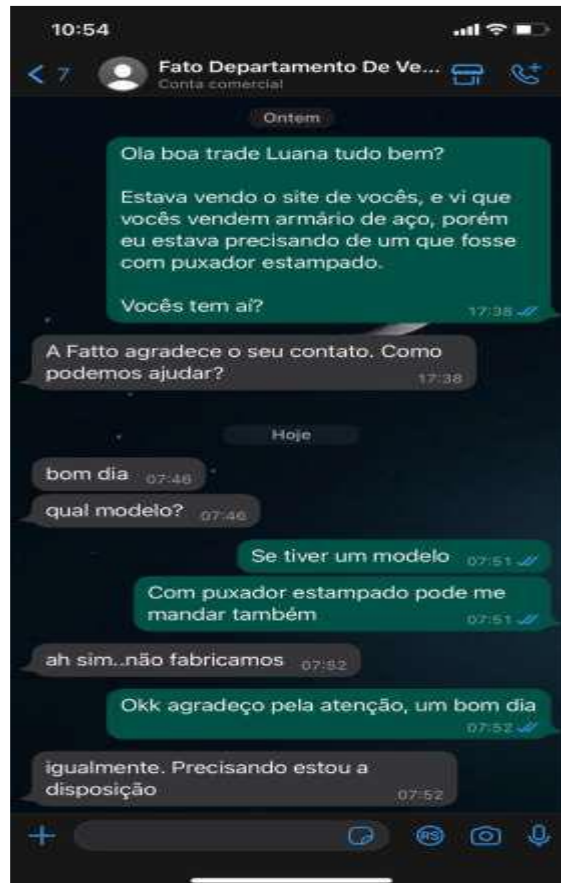 10:54
7
Fato Departamento De Ve...
Conta comercial
Ontem
Ola boa trade Luana tudo bem?
Estava vendo o site de vocês, e vi que
vocês vendem armário de aço, porém
eu estava precisando de um que fosse
com puxador estampado.
Vocês tem aí?
17:38
A Fatto agradece o seu contato. Como
podemos ajudar?
17:38
Hoje
bom dia 07:46
qual modelo? 07:46
Se tiver um modelo 07:51
Com puxador estampado pode me
mandar também
07:51
ah sim..não fabricamos 07:52
Okk agradeço pela atenção, um bom dia
07:52
igualmente. Precisando estou a
disposição
07:52
R$